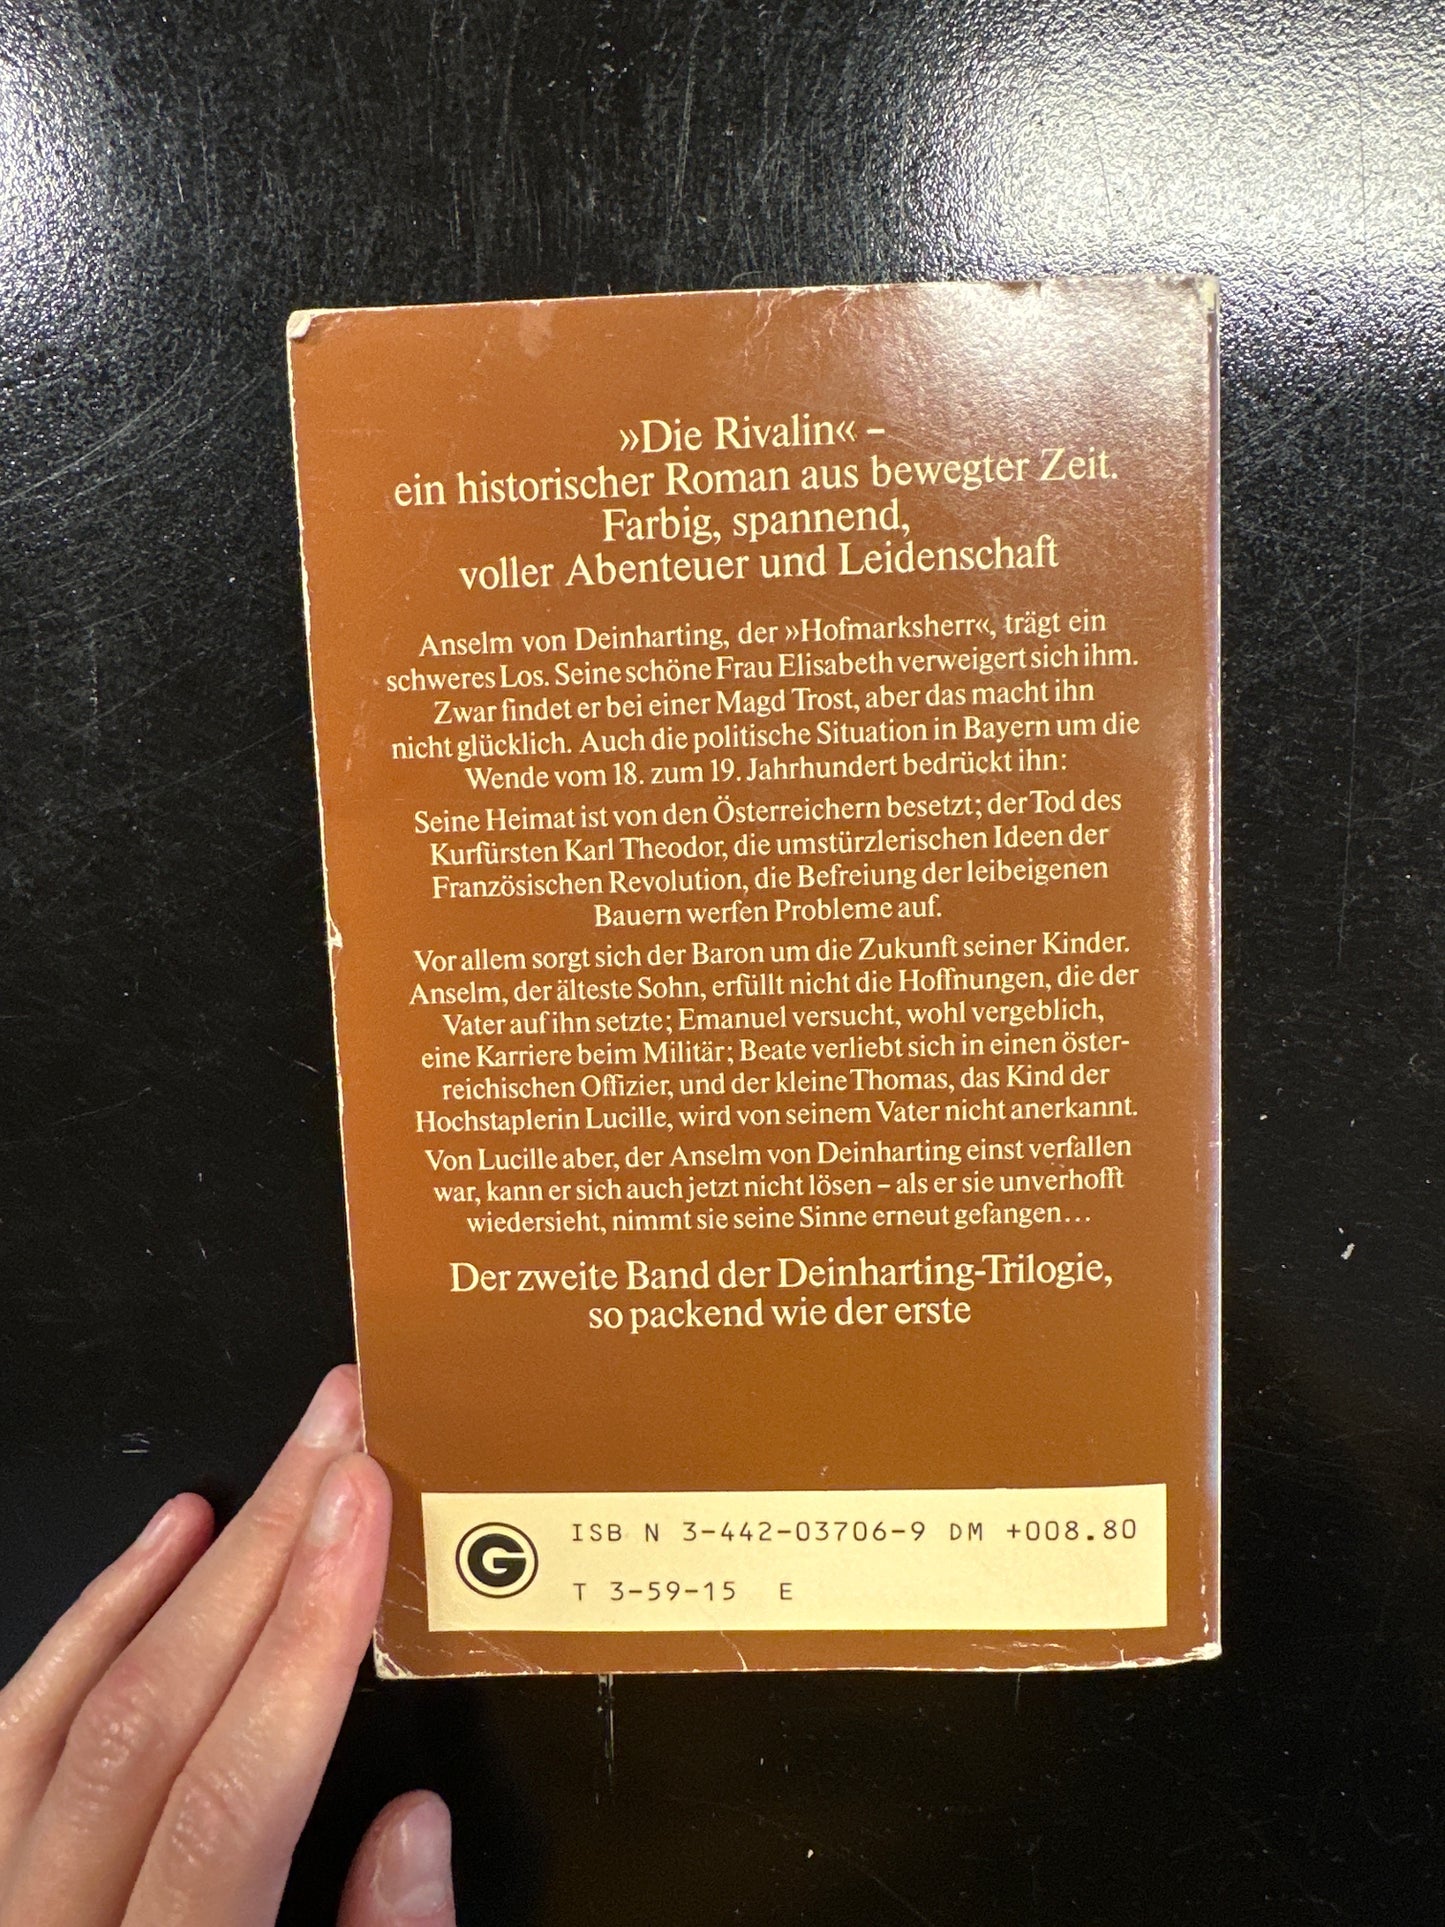 »Die Rivalin« –
ein historischer Roman aus bewegter Zeit.
Farbig, spannend,
voller Abenteuer und Leidenschaft
Anselm von Deinharting, der »Hofmarksherr«, trägt ein
schweres Los. Seine schöne Frau Elisabeth verweigert sich ihm.
Zwar findet er bei einer Magd Trost, aber das macht ihn
nicht glücklich. Auch die politische Situation in Bayern um die
Wende vom 18. zum 19. Jahrhundert bedrückt ihn:
Seine Heimat ist von den Österreichern besetzt; der Tod des
Kurfürsten Karl Theodor, die umstürzlerischen Ideen der
Französischen Revolution, die Befreiung der leibeigenen
Bauern werfen Probleme auf.
Vor allem sorgt sich der Baron um die Zukunft seiner Kinder.
Anselm, der älteste Sohn, erfüllt nicht die Hoffnungen, die der
Vater auf ihn setzte; Emanuel versucht, wohl vergeblich,
eine Karriere beim Militär; Beate verliebt sich in einen öster-
reichischen Offizier, und der kleine Thomas, das Kind der
Hochstaplerin Lucille, wird von seinem Vater nicht anerkannt.
Von Lucille aber, der Anselm von Deinharting einst verfallen
war, kann er sich auch jetzt nicht lösen – als er sie unverhofft
wiedersieht, nimmt sie seine Sinne erneut gefangen...
Der zweite Band der Deinharting-Trilogie,
so packend wie der erste
G
ISB N 3-442-03706-9 DM +008.80
T 3-59-15 E